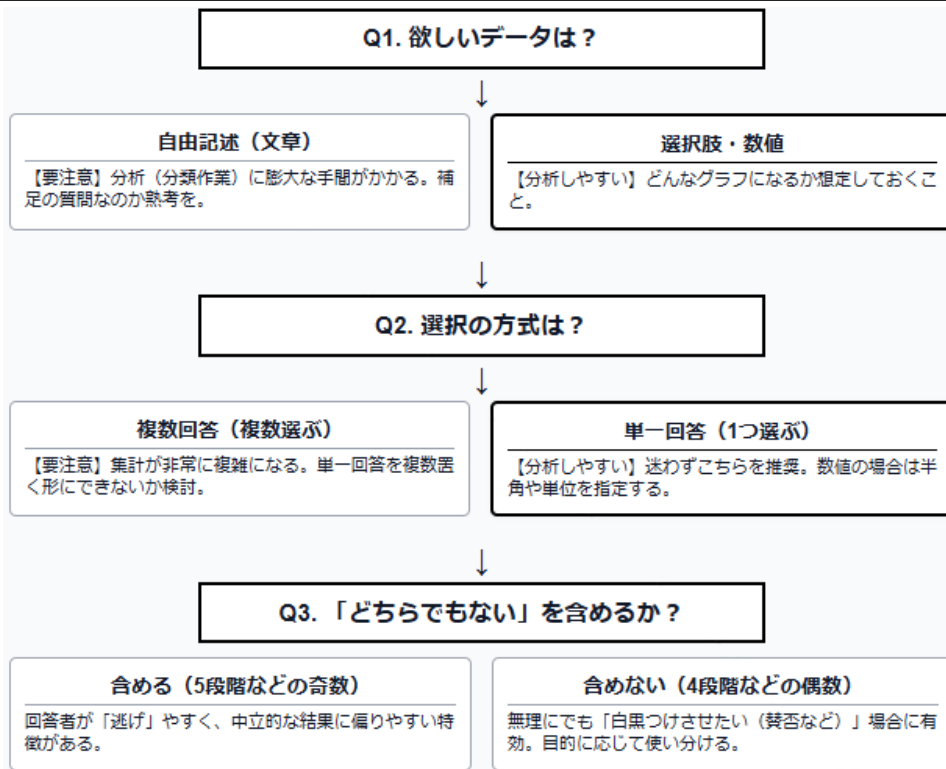 Q1. 欲しいデータは？
↓
自由記述（文章）
【要注意】分析（分類作業）に膨大な手間がかかる。補
足の質問なのか熟考を。
選択肢・数値
【分析しやすい】どんなグラフになるか想定しておくこ
と。
↓
Q2. 選択の方式は？
↓
複数回答（複数選ぶ）
【要注意】集計が非常に複雑になる。単一回答を複数置
く形にできないか検討。
単一回答（1つ選ぶ）
【分析しやすい】迷わずこちらを推奨。数値の場合は半
角や単位を指定する。
↓
Q3. 「どちらでもない」を含めるか？
含める（5段階などの奇数）
回答者が「逃げ」やすく、中立的な結果に偏りやすい特
徴がある。
含めない（4段階などの偶数）
無理にでも「白黒つけさせたい（賛否など）」場合に有
効。目的に応じて使い分ける。